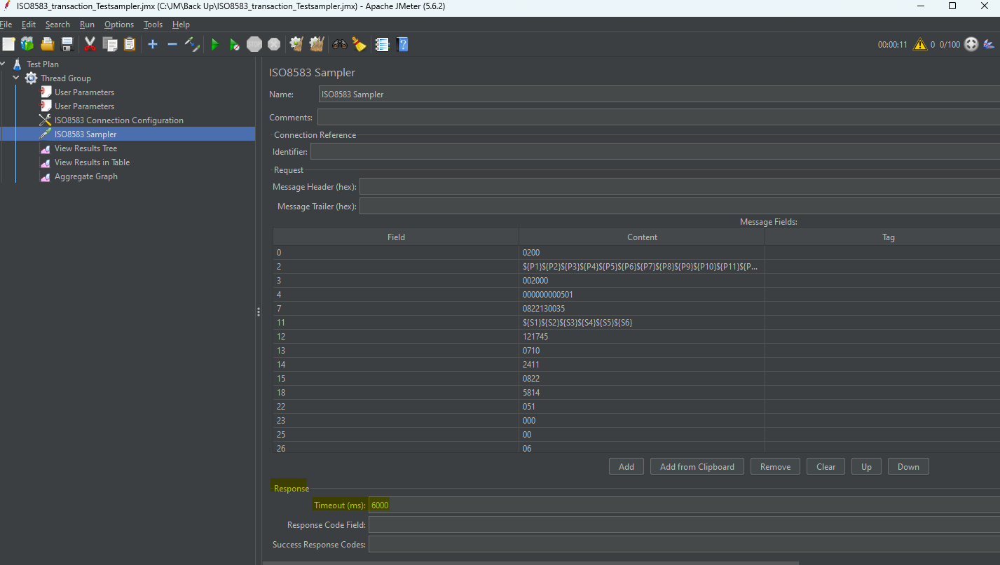 ISO8583_transaction_Testsampler.jmx (C:\JM\Back Up\ISO8583_transaction_Testsampler.jmx) - Apache JMeter (5.6.2)
File Edit Search Run Options Tools Help
STOP 00:00:11 0 0/100
Test Plan
Thread Group
User Parameters
User Parameters
ISO8583 Connection Configuration
ISO8583 Sampler
View Results Tree
View Results in Table
Aggregate Graph
ISO8583 Sampler
Name: ISO8583 Sampler
Comments:
Connection Reference
Identifier:
Request
Message Header (hex):
Message Trailer (hex):
Message Fields:
Field Content Tag
0 0200
2 ${P1}${P2}${P3}${P4}${P5}${P6}${P7}${P8}${P9}${P10}${P11}${P...
3 002000
4 000000000501
7 0822130035
11 ${S1}${S2}${S3}${S4}${S5}${S6}
12 121745
13 0710
14 2411
15 0822
18 5814
22 051
23 000
25 00
26 06
Add Add from Clipboard Remove Clear Up Down
Response
Timeout (ms): 6000
Response Code Field:
Success Response Codes: